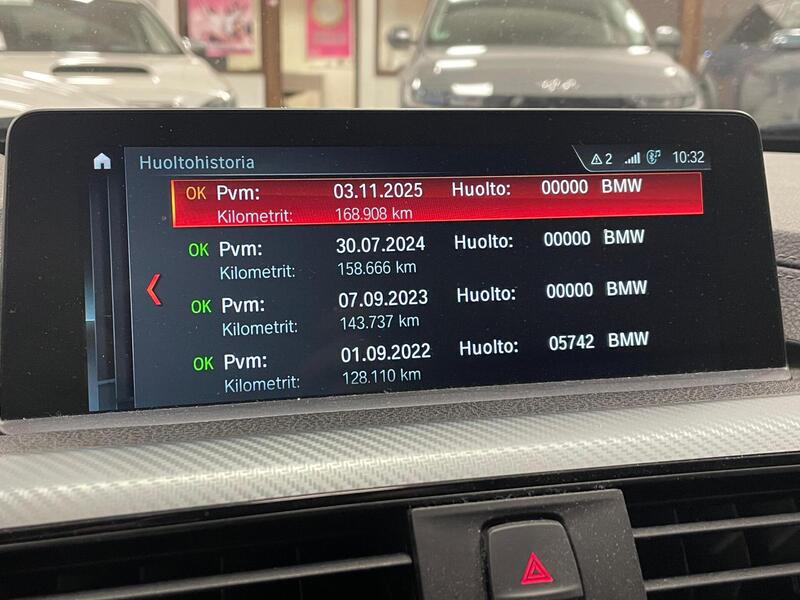 Huoltohistoria 2 10:32
OK Pvm: 03.11.2025 Huolto: 00000 BMW
Kilometrit: 168.908 km
OK Pvm: 30.07.2024 Huolto: 00000 BMW
Kilometrit: 158.666 km
OK Pvm: 07.09.2023 Huolto: 00000 BMW
Kilometrit: 143.737 km
OK Pvm: 01.09.2022 Huolto: 05742 BMW
Kilometrit: 128.110 km